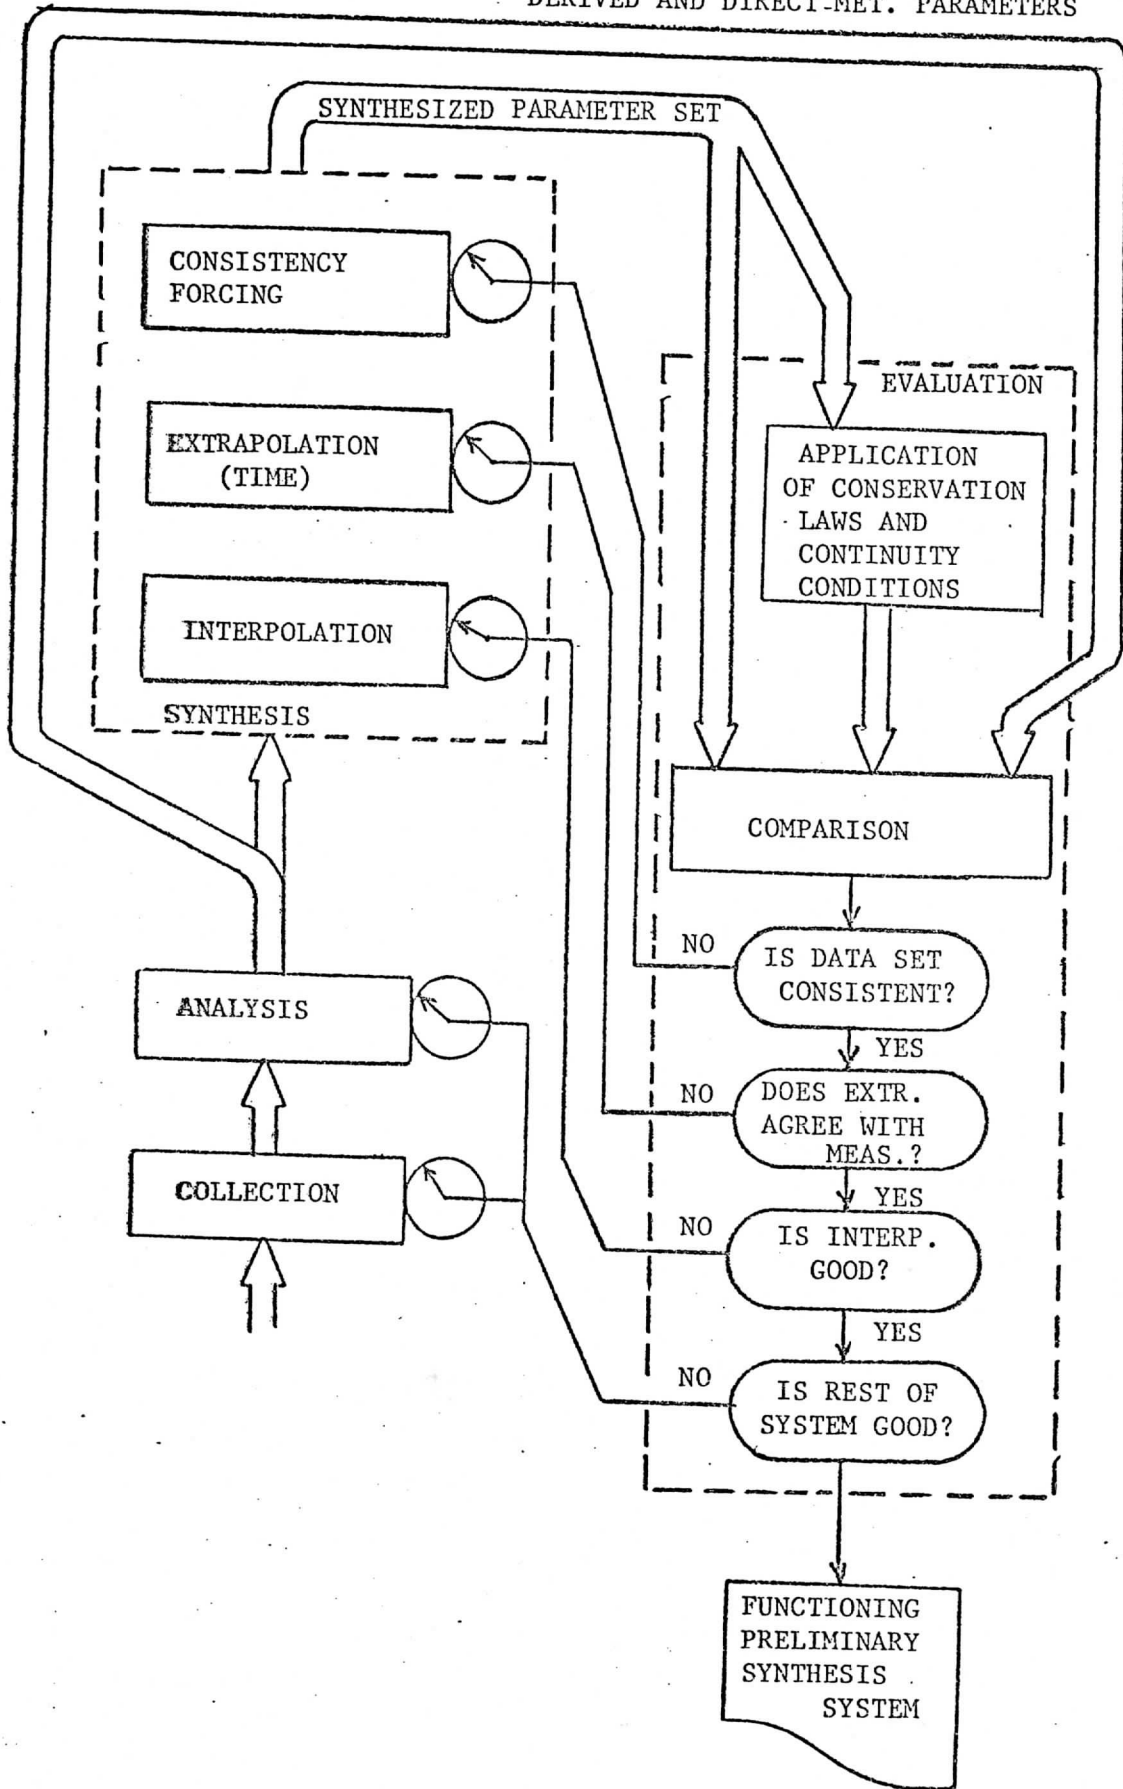 DERIVED AND DIRECT-MET. PARAMETERS
SYNTHESIZED PARAMETER SET
CONSISTENCY
FORCING
EXTRAPOLATION
(TIME)
INTERPOLATION
SYNTHESIS
ANALYSIS
COLLECTION
EVALUATION
APPLICATION
OF CONSERVATION
LAWS AND
CONTINUITY
CONDITIONS
COMPARISON
NO
IS DATA SET
CONSISTENT?
YES
NO
DOES EXTR.
AGREE WITH
MEAS.?
YES
NO
IS INTERP.
GOOD?
YES
NO
IS REST OF
SYSTEM GOOD?
FUNCTIONING
PRELIMINARY
SYNTHESIS
SYSTEM